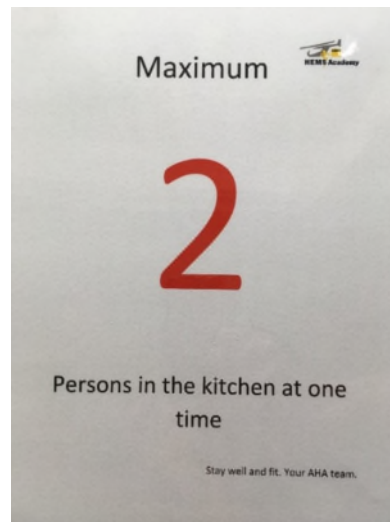 Maximum
HEMS Academy
2
Persons in the kitchen at one
time
Stay well and fit. Your AHA team.